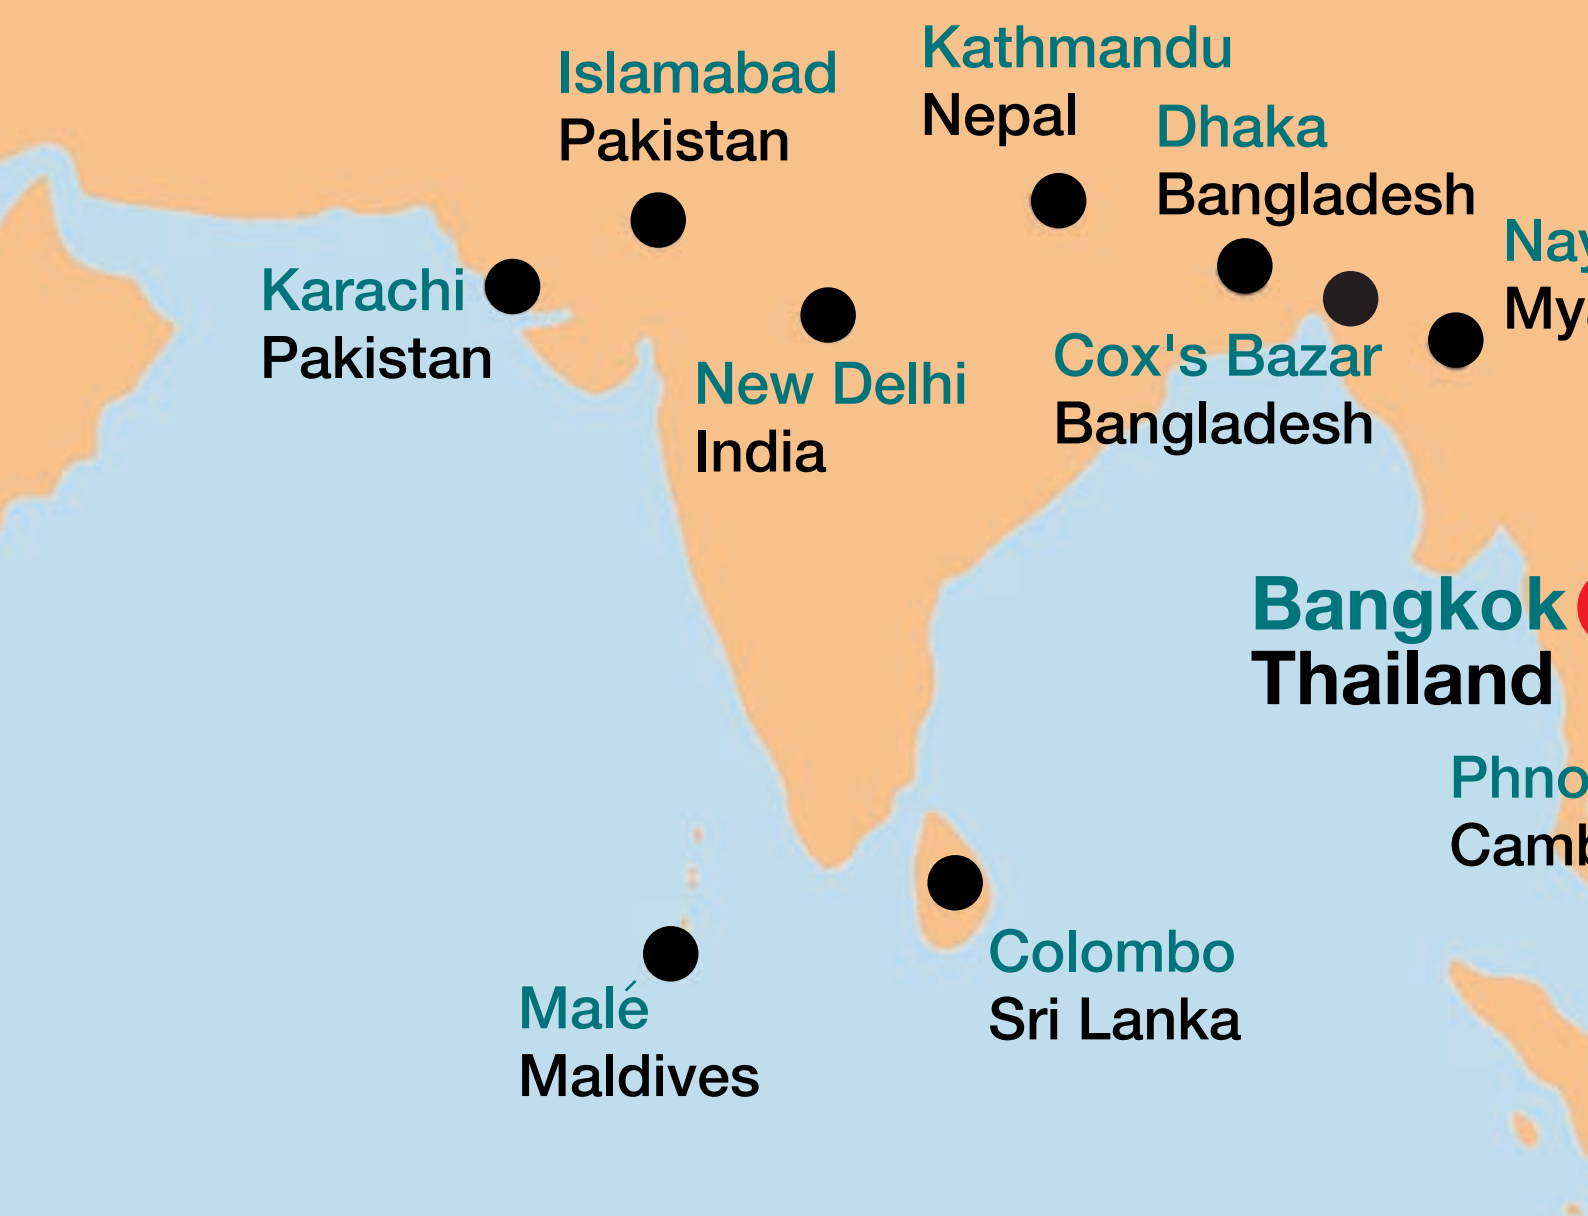 Kathmandu
Nepal
Islamabad
Pakistan
Dhaka
Bangladesh
Karachi
Pakistan
New Delhi
India
Cox's Bazar
Bangladesh
Bangkok
Thailand
Colombo
Sri Lanka
Malé
Maldives